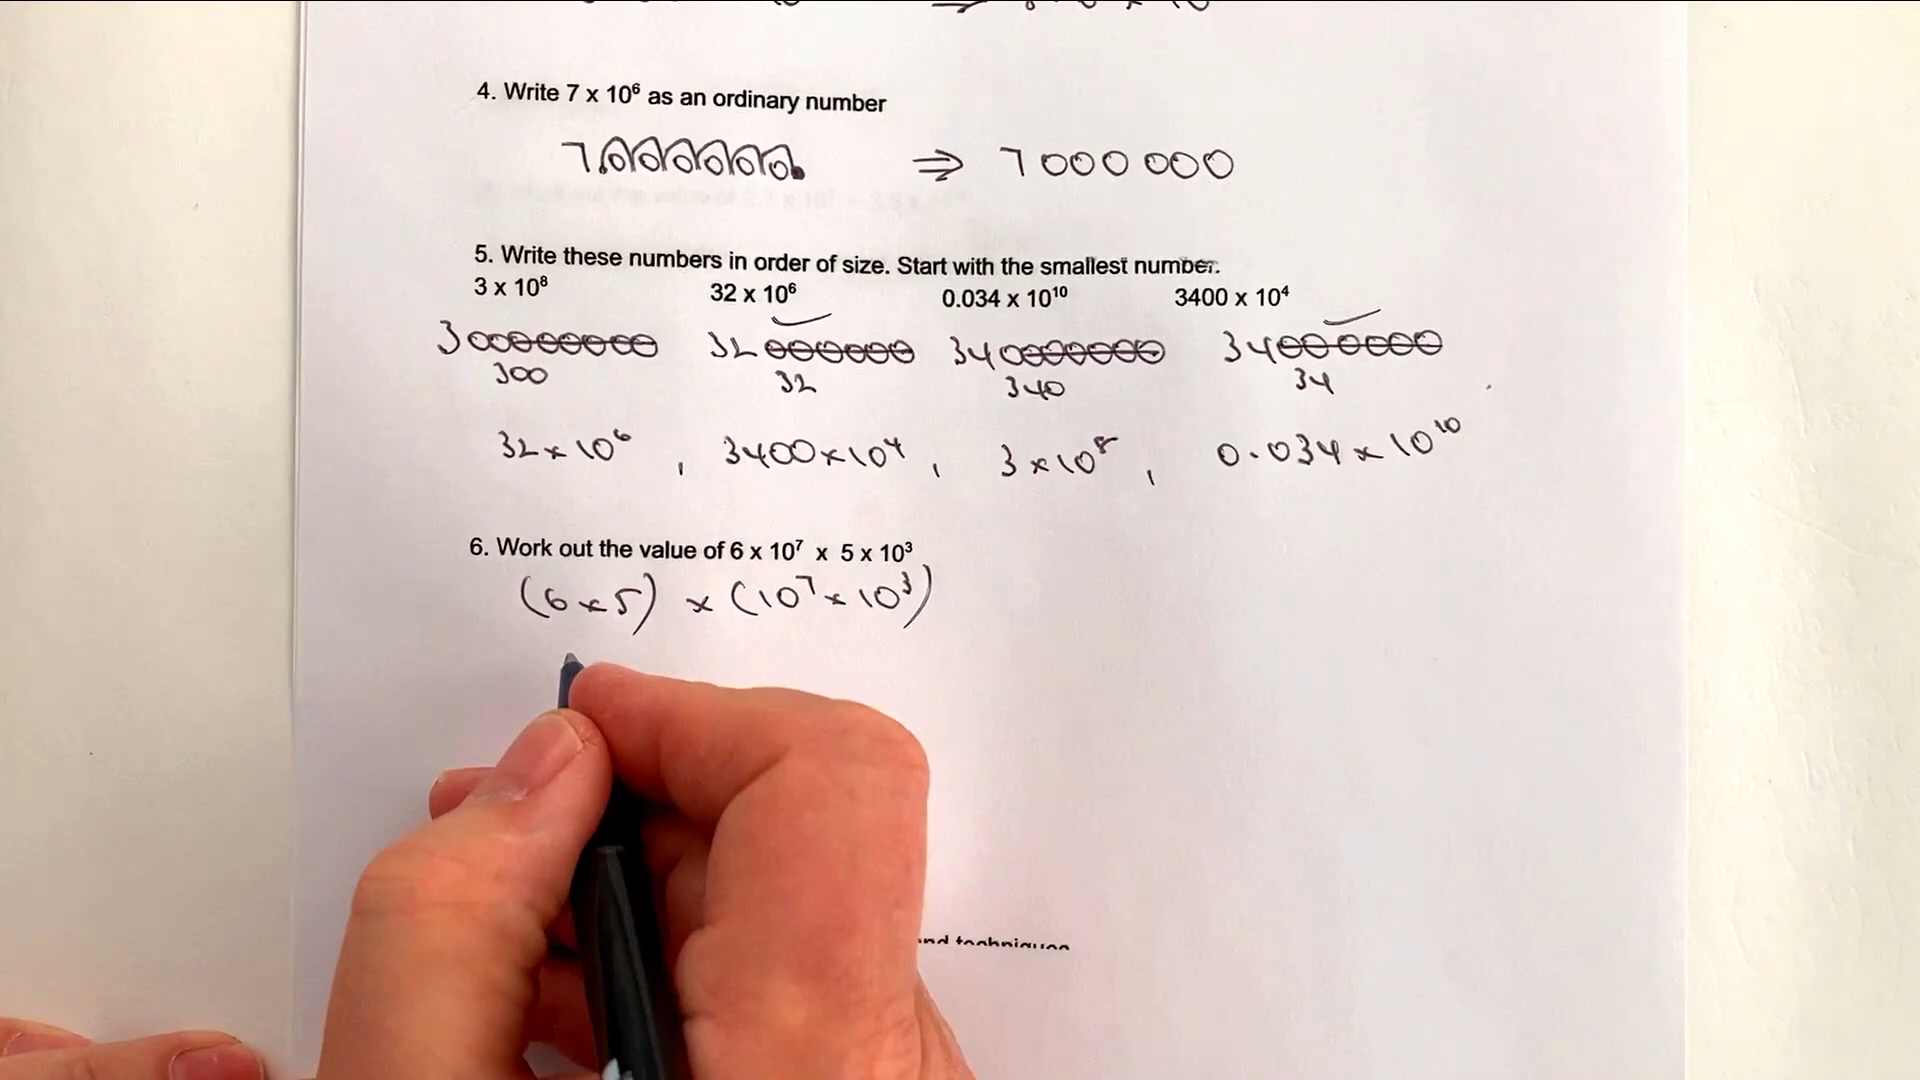 4. Write 7 x 10⁶ as an ordinary number
7.000000. ⇒ 7 000 000
5. Write these numbers in order of size. Start with the smallest number.
3 x 10⁸ 32 x 10⁶ 0.034 x 10¹⁰ 3400 x 10⁴
300000000 32000000 340000000 34000000
300 32 340 34
32 × 10⁶ , 3400 × 10⁴ , 3 × 10⁸ , 0.034 × 10¹⁰
6. Work out the value of 6 x 10⁷ x 5 x 10³
(6 × 5) × (10⁷ × 10³)
techniques